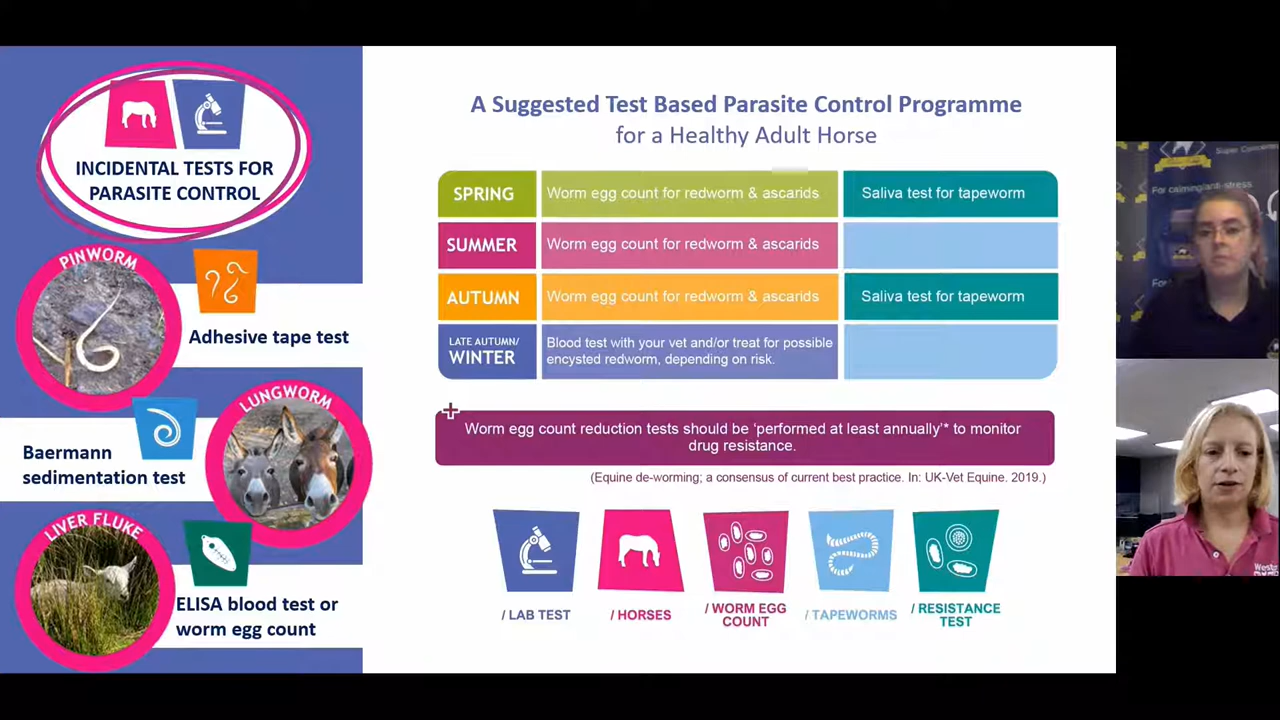 INCIDENTAL TESTS FOR
PARASITE CONTROL
PINWORM
Adhesive tape test
LUNGWORM
Baermann
sedimentation test
LIVER FLUKE
ELISA blood test or
worm egg count
A Suggested Test Based Parasite Control Programme
for a Healthy Adult Horse
SPRING
Worm egg count for redworm & ascarids
Saliva test for tapeworm
SUMMER
Worm egg count for redworm & ascarids
AUTUMN
Worm egg count for redworm & ascarids
Saliva test for tapeworm
LATE AUTUMN/
WINTER
Blood test with your vet and/or treat for possible
encysted redworm, depending on risk.
Worm egg count reduction tests should be ‘performed at least annually’* to monitor
drug resistance.
(Equine de-worming; a consensus of current best practice. In: UK-Vet Equine. 2019.)
/ LAB TEST
/ HORSES
/ WORM EGG
COUNT
/ TAPEWORMS
/ RESISTANCE
TEST
For calming/anti-stress